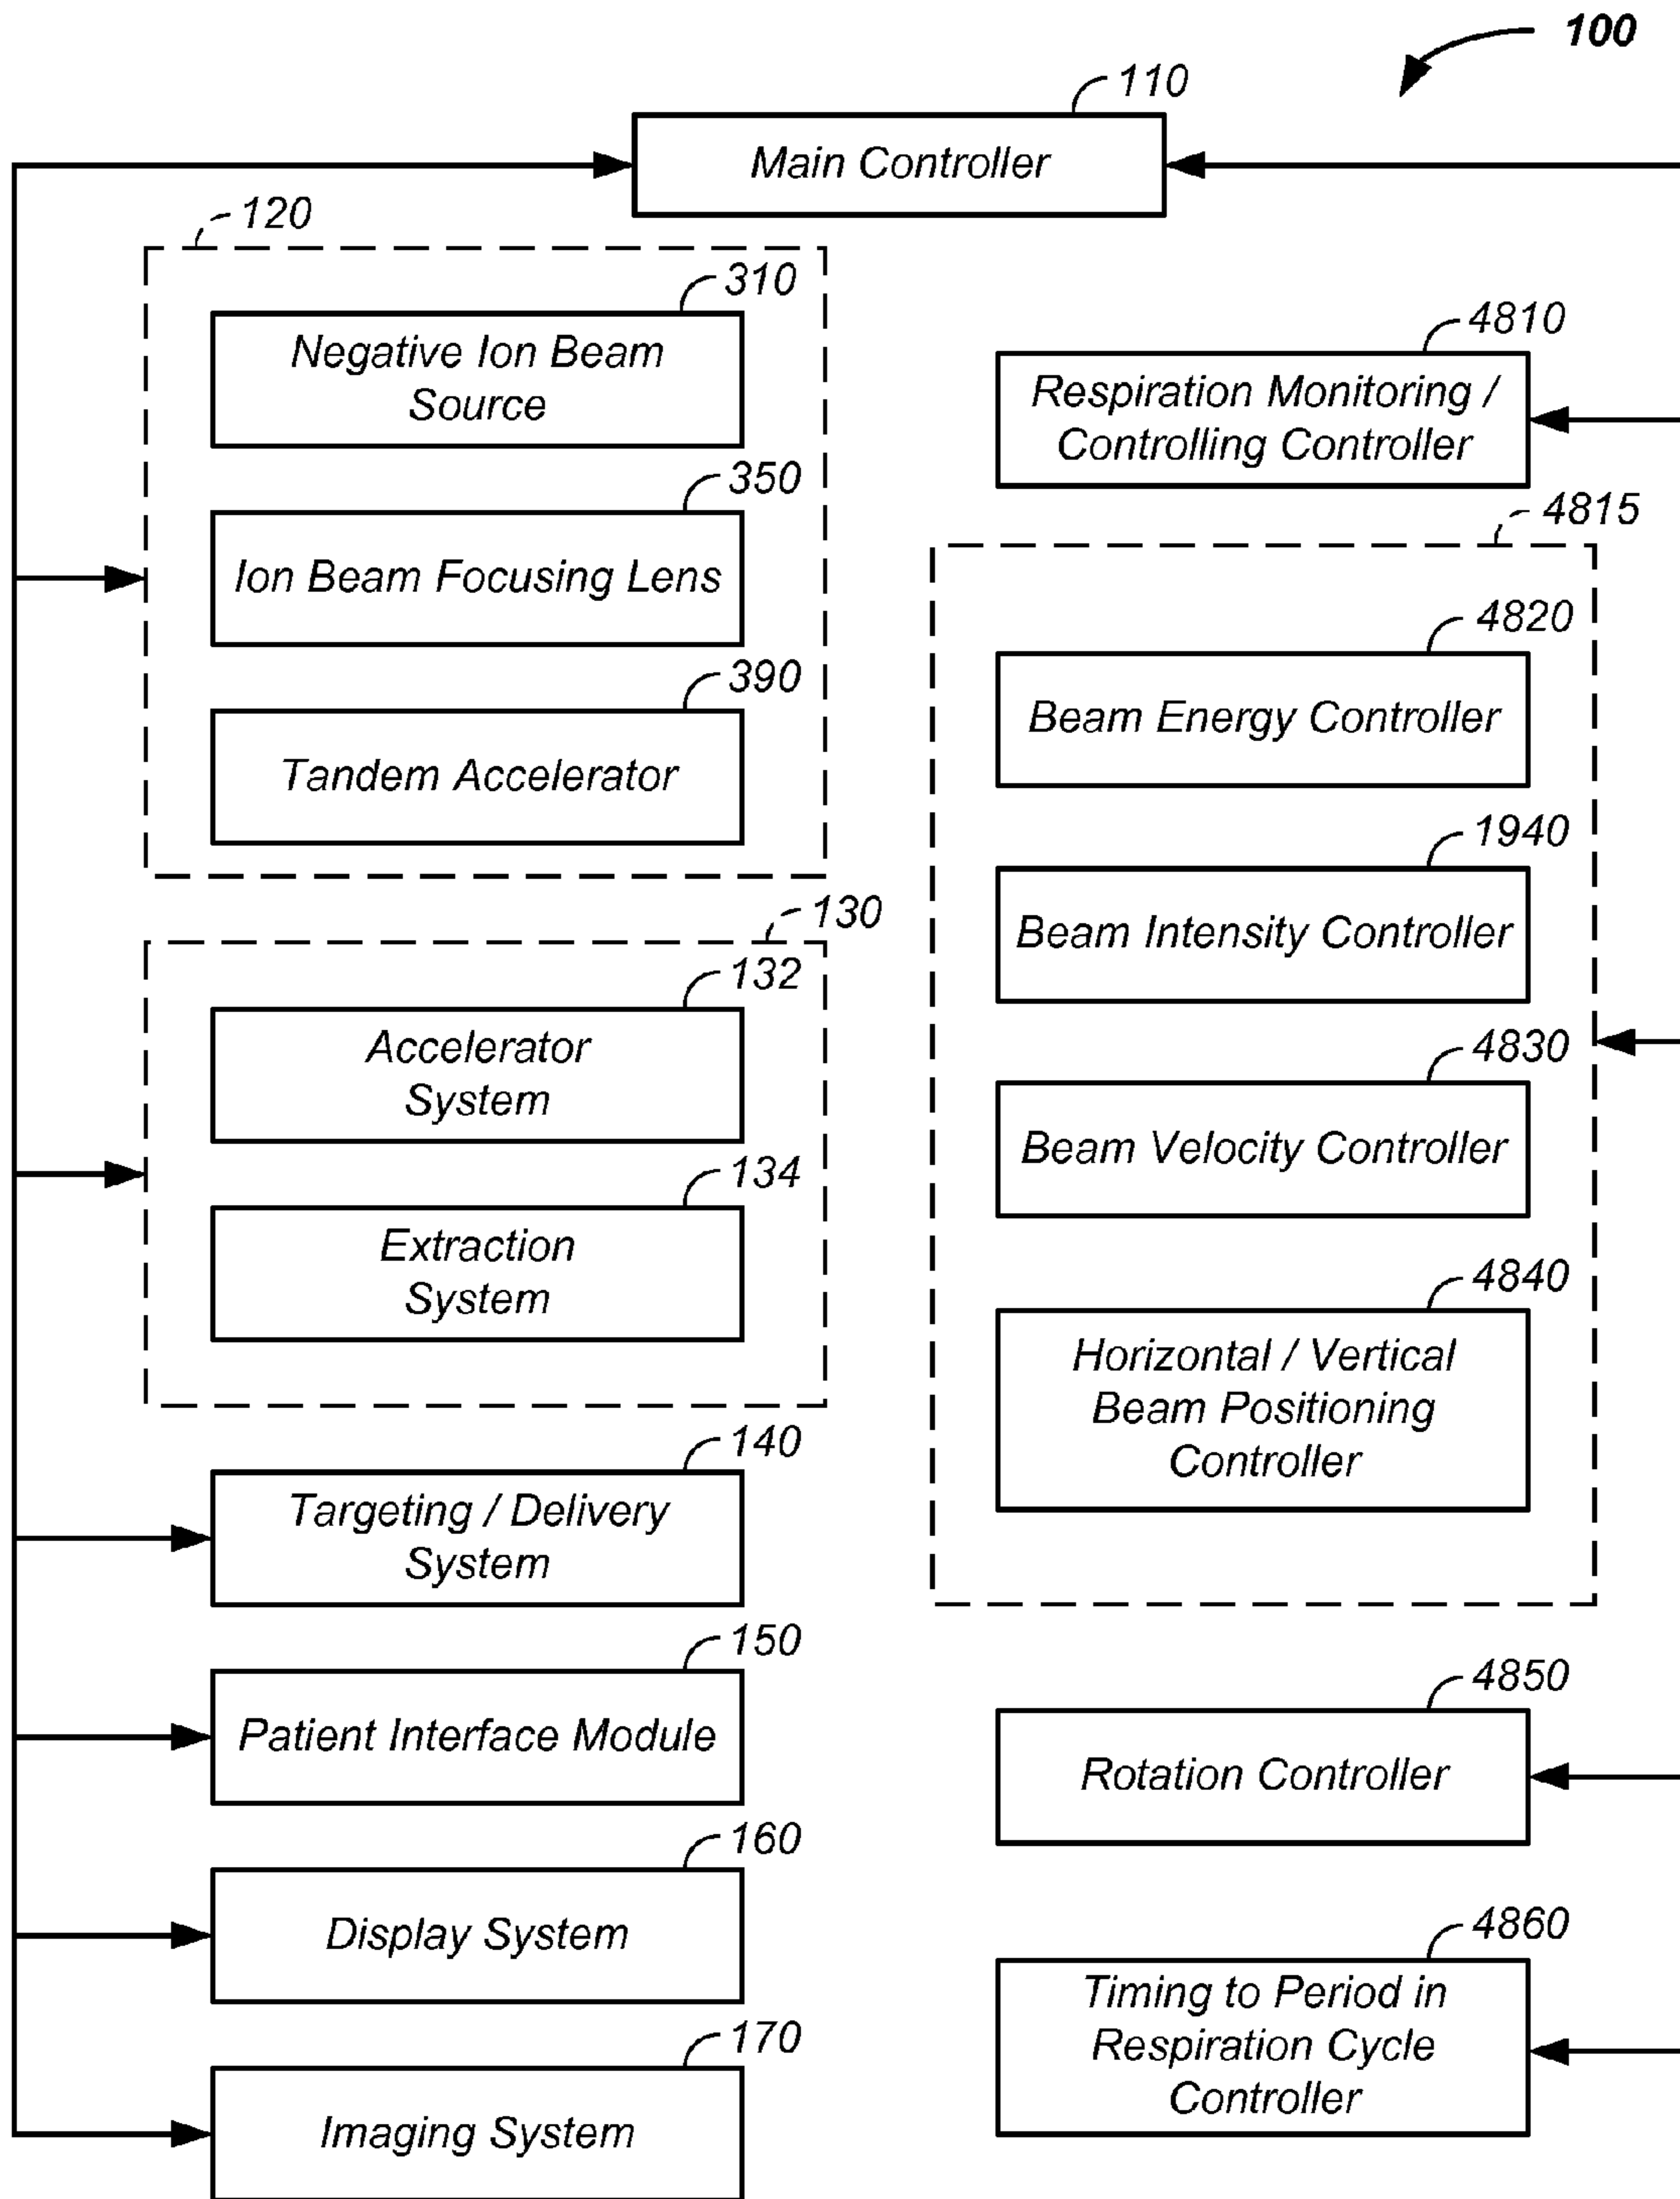 100
110
Main Controller
120
310
Negative Ion Beam
Source
350
Ion Beam Focusing Lens
390
Tandem Accelerator
130
132
Accelerator
System
134
Extraction
System
140
Targeting / Delivery
System
150
Patient Interface Module
160
Display System
170
Imaging System
4810
Respiration Monitoring /
Controlling Controller
4815
4820
Beam Energy Controller
1940
Beam Intensity Controller
4830
Beam Velocity Controller
4840
Horizontal / Vertical
Beam Positioning
Controller
4850
Rotation Controller
4860
Timing to Period in
Respiration Cycle
Controller